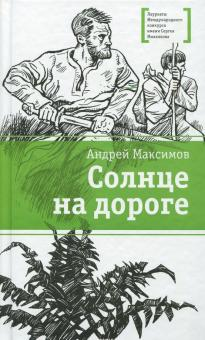 Лауреаты
Международного
конкурса
имени Сергея
Михалкова
Андрей Максимов
Солнце
на дороге